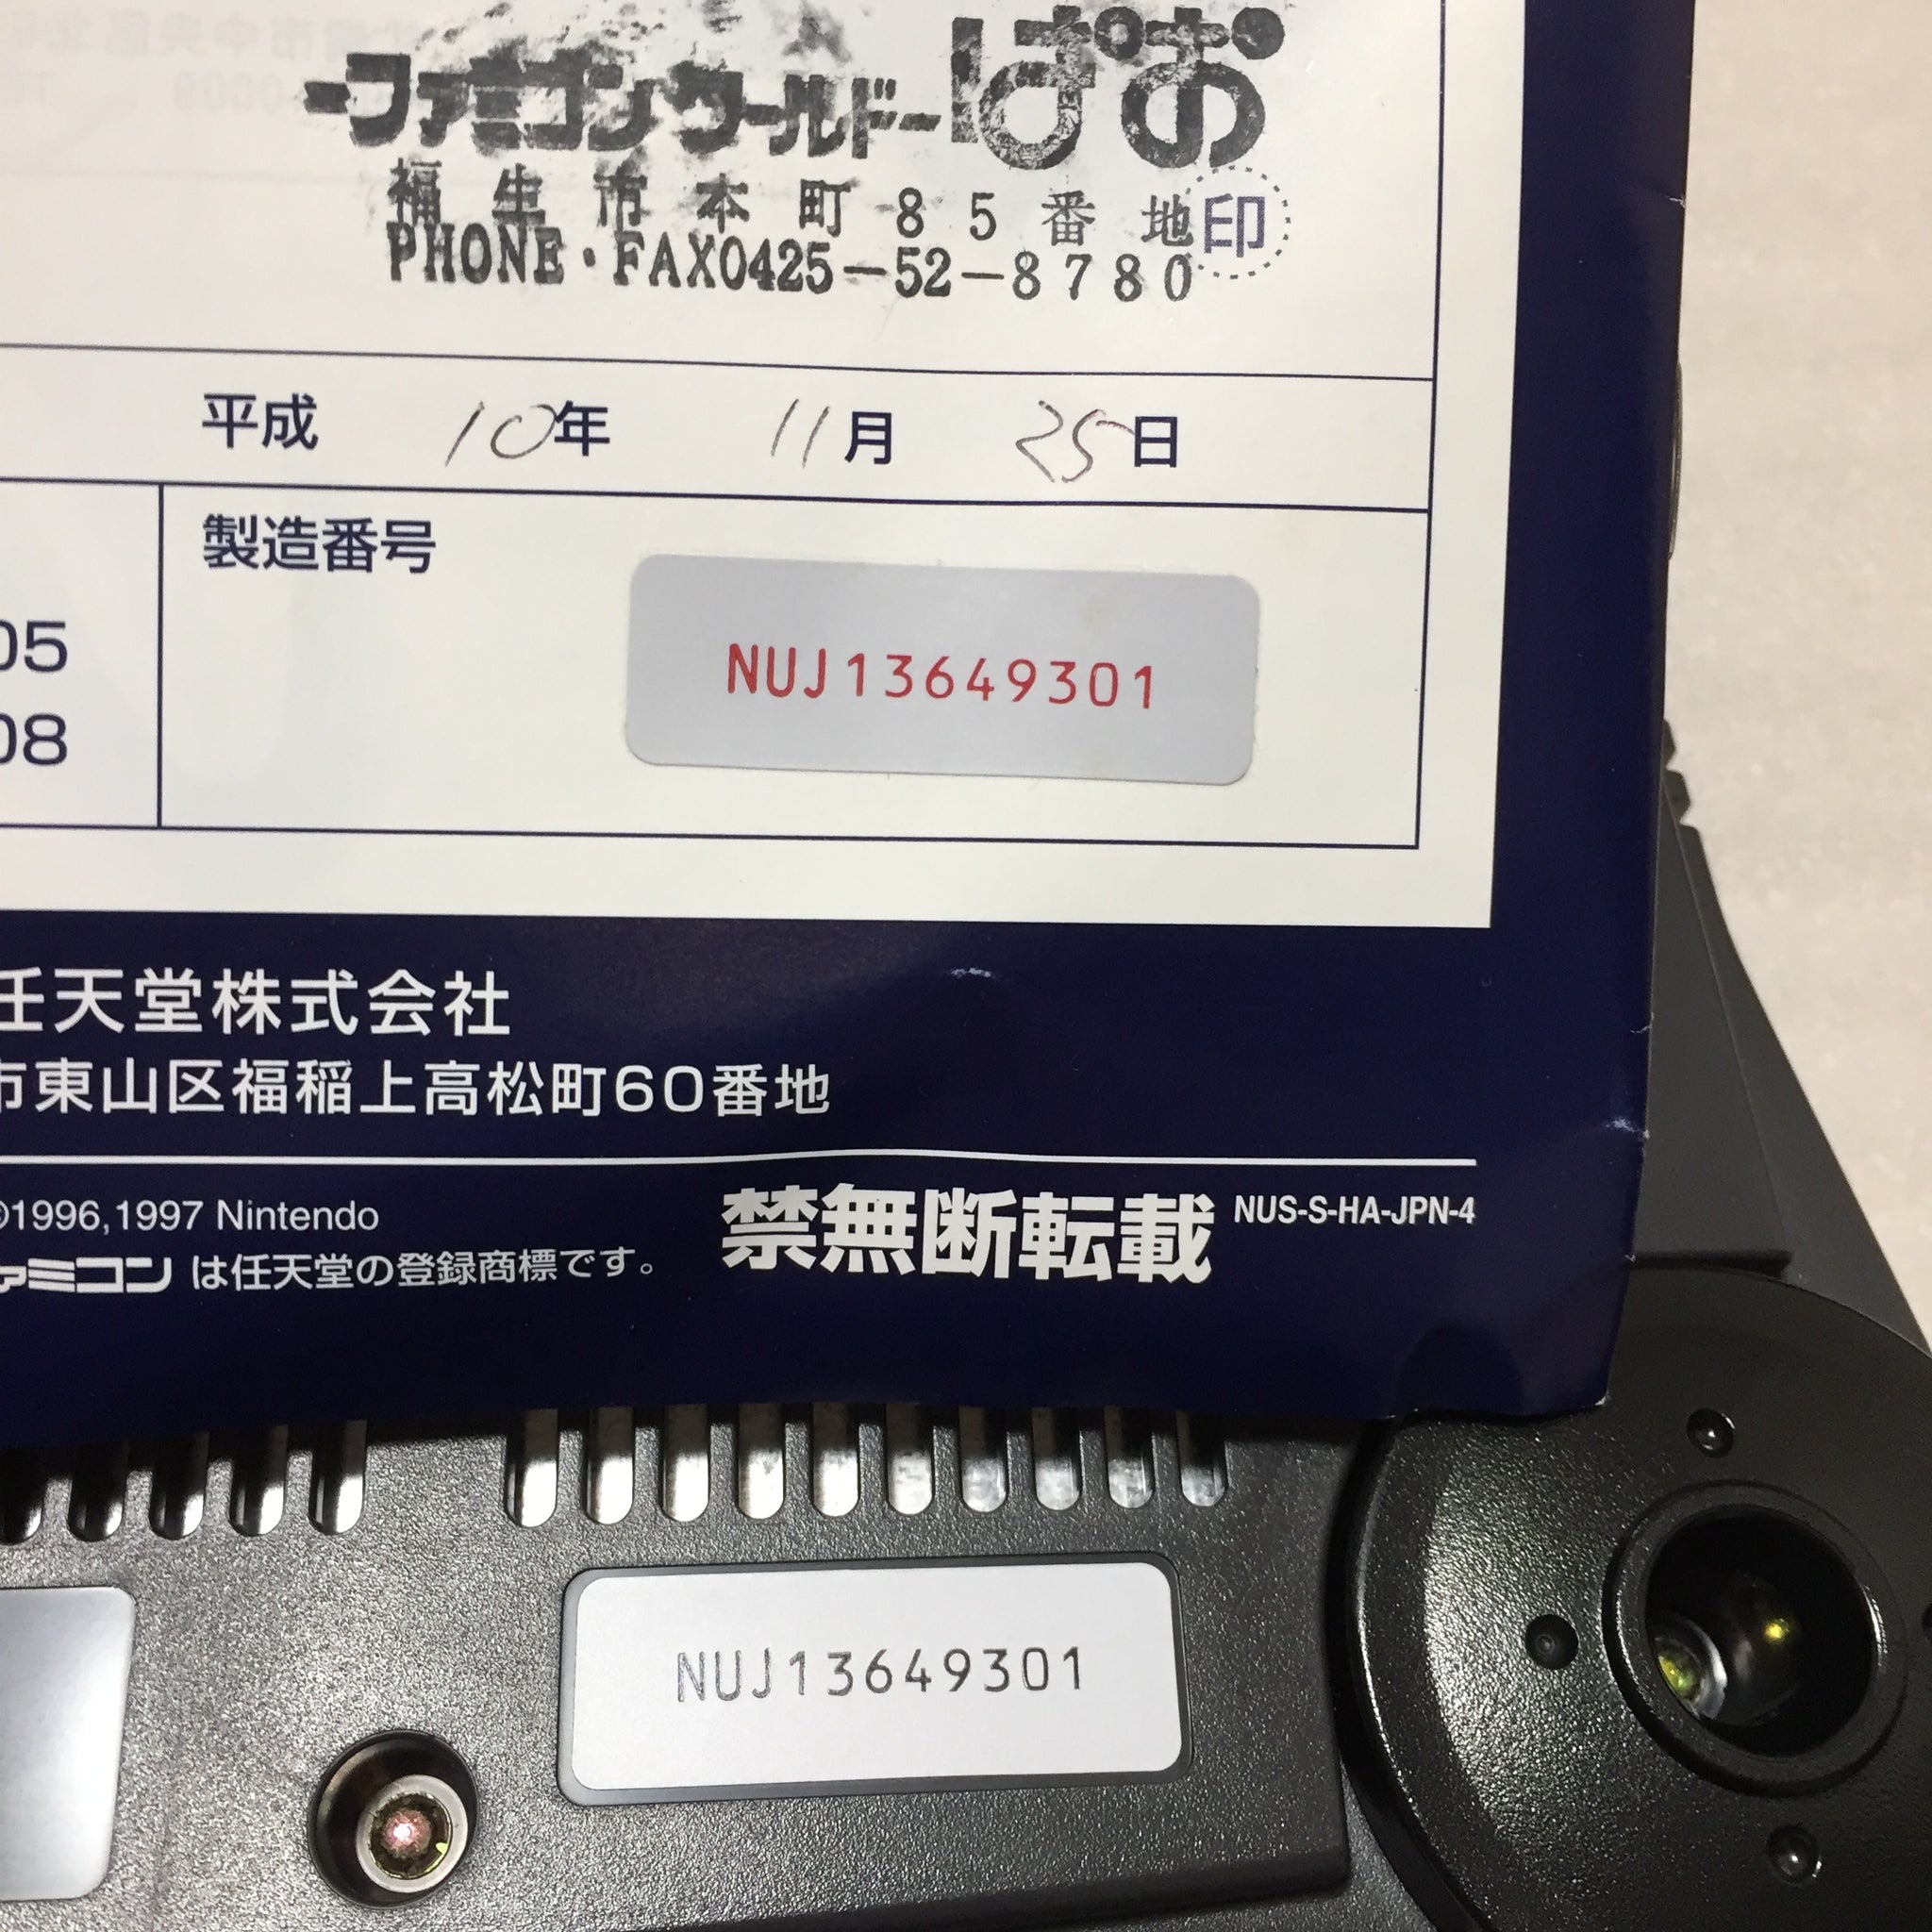 ファミコンワールド ぱお
福生市本町85番地 印
PHONE・FAX0425-52-8780
平成 10年 11月 25日
製造番号
05
08
NUJ13649301
任天堂株式会社
市東山区福稲上高松町60番地
©1996,1997 Nintendo
ァミコン は任天堂の登録商標です。
禁無断転載 NUS-S-HA-JPN-4
NUJ13649301